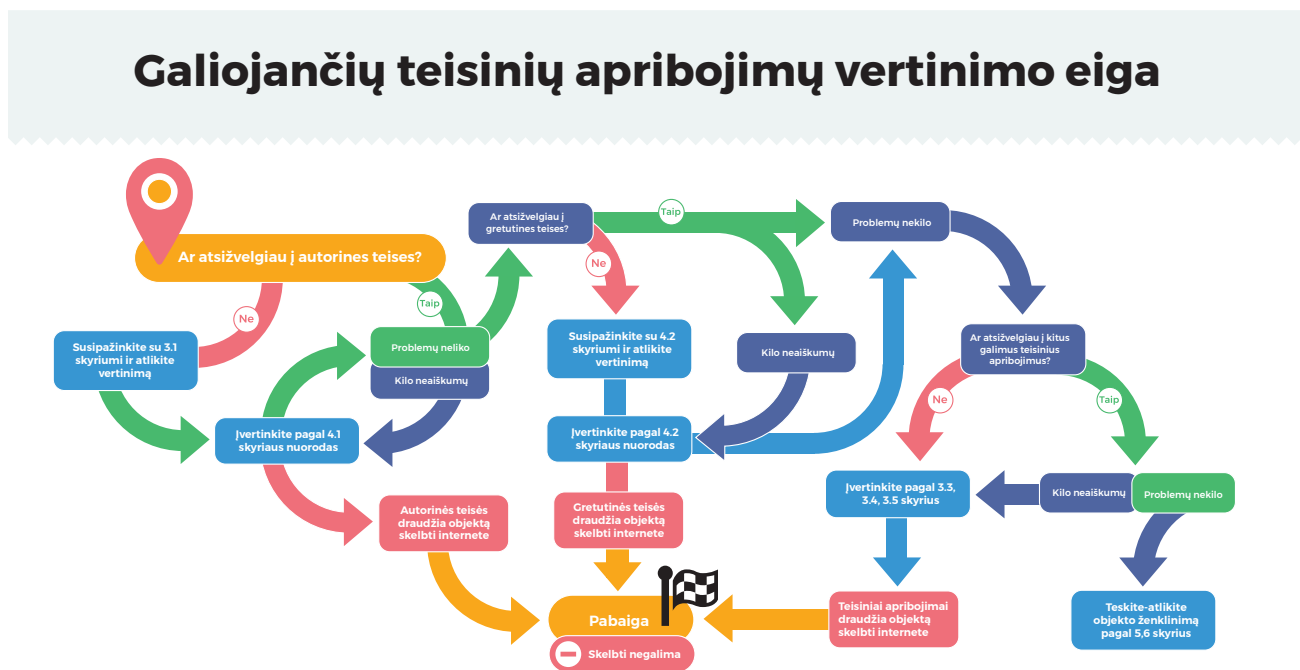 Galiojančių teisinių apribojimų vertinimo eiga
Ar atsižvelgiau į autorines teises?
Ne
Taip
Susipažinkite su 3.1
skyriumi ir atlikite
vertinimą
Problemų neliko
Kilo neaiškumų
Įvertinkite pagal 4.1
skyriaus nuorodas
Autorinės teisės
draudžia objektą
skelbti internete
Ar atsižvelgiau į
gretutines teises?
Taip
Ne
Susipažinkite su 4.2
skyriumi ir atlikite
vertinimą
Kilo neaiškumų
Įvertinkite pagal 4.2
skyriaus nuorodas
Gretutinės teisės
draudžia objektą
skelbti internete
Problemų nekilo
Ar atsižvelgiau į kitus
galimus teisinius
apribojimus?
Ne
Taip
Įvertinkite pagal 3.3,
3.4, 3.5 skyrius
Kilo neaiškumų
Problemų nekilo
Teisiniai apribojimai
draudžia objektą
skelbti internete
Teskite-atlikite
objekto ženklinimą
pagal 5,6 skyrius
Pabaiga
Skelbti negalima